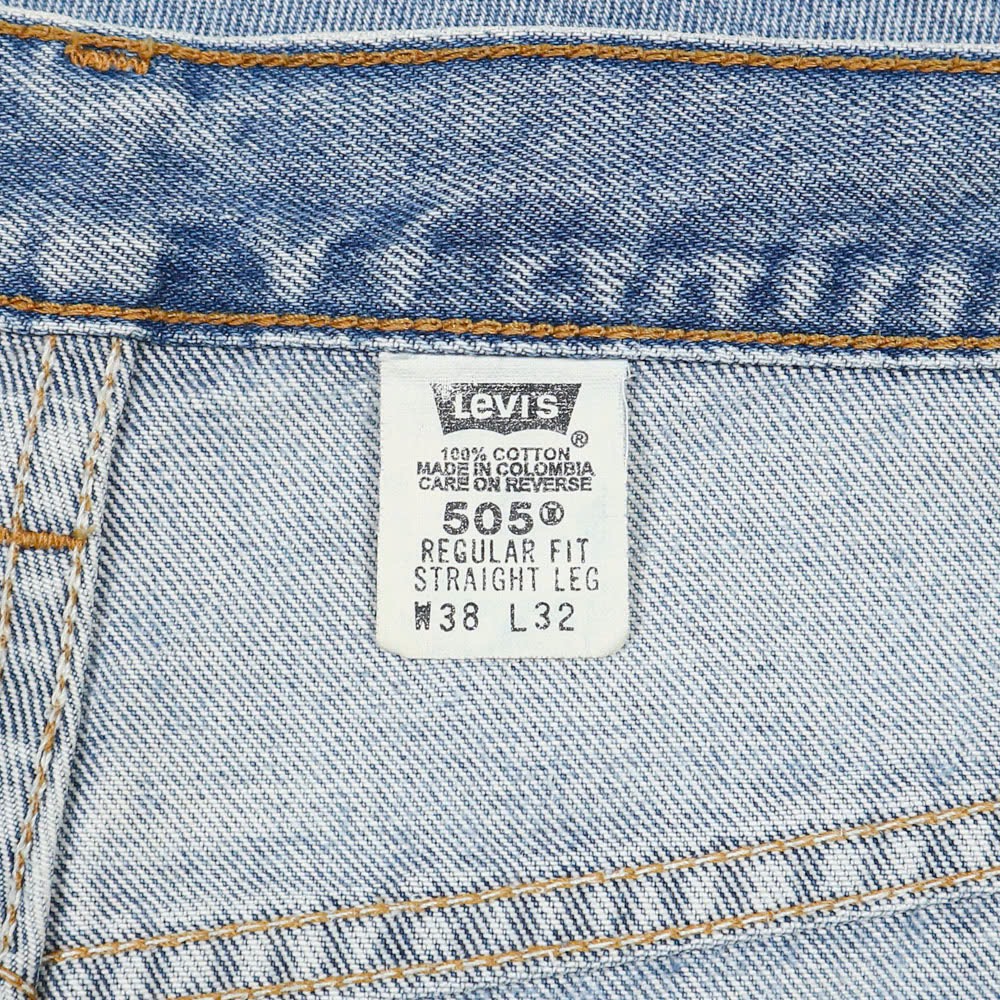 Levi's
®
100% COTTON
MADE IN COLOMBIA
CARE ON REVERSE
505®
REGULAR FIT
STRAIGHT LEG
W38 L32